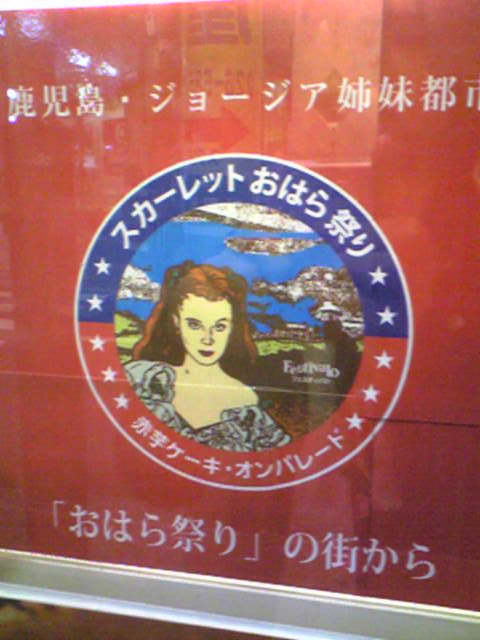 鹿児島・ジョージア姉妹都市
スカーレットおはら祭り
Festivalo
赤芋ケーキ・オンパレード
「おはら祭り」の街から